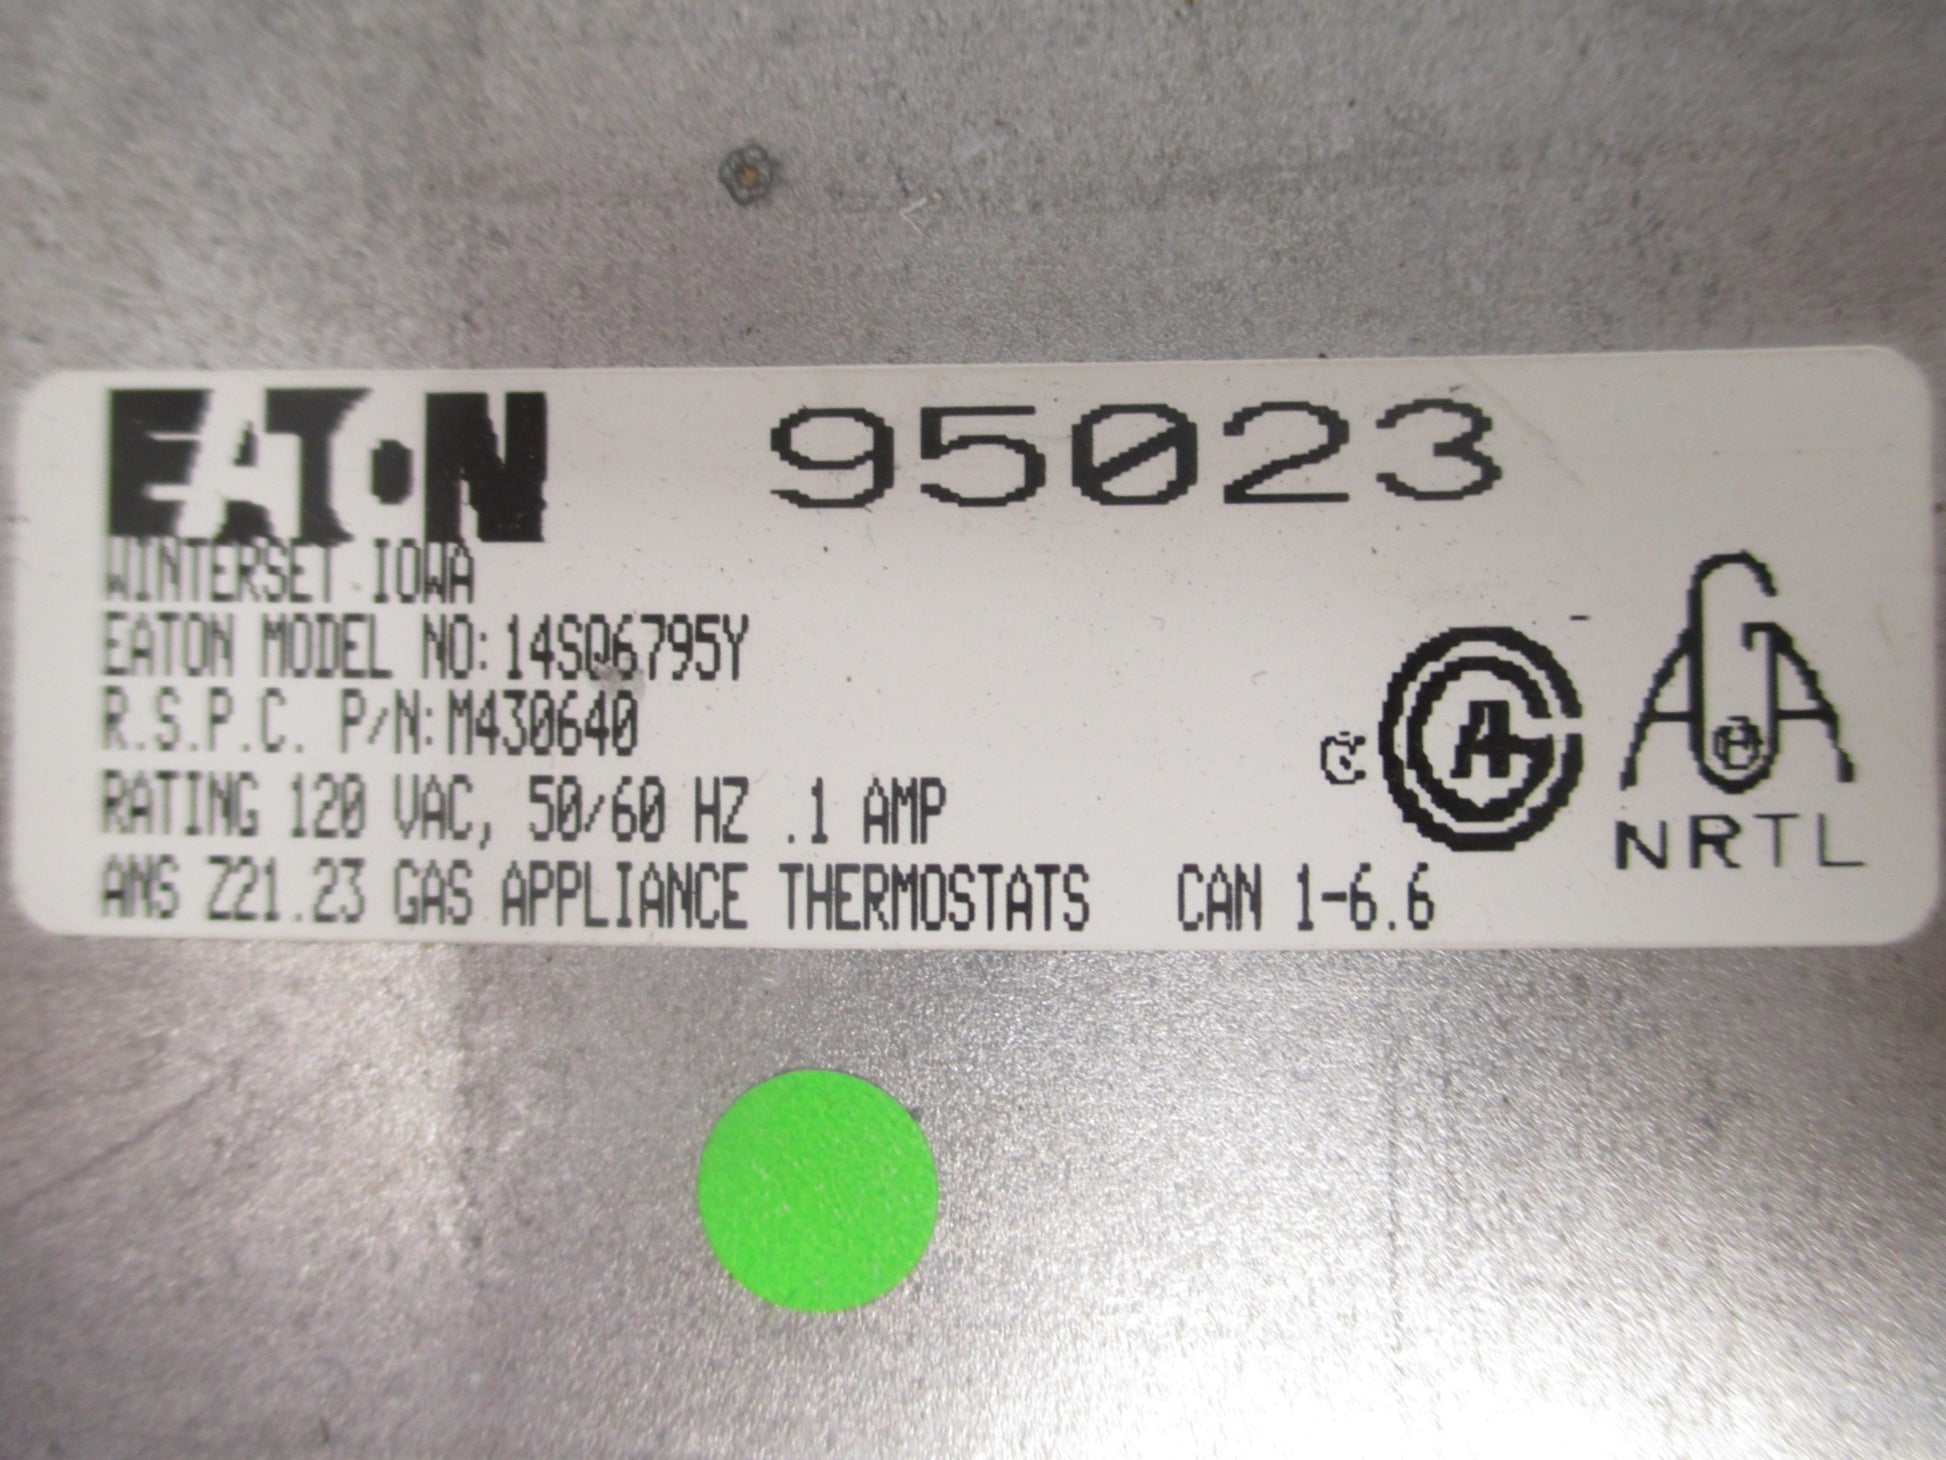 EATON 95023
WINTERSET IOWA
EATON MODEL NO:14SQ6795Y
R.S.P.C. P/N:M430640
RATING 120 VAC, 50/60 HZ .1 AMP
ANS Z21.23 GAS APPLIANCE THERMOSTATS CAN 1-6.6
NRTL